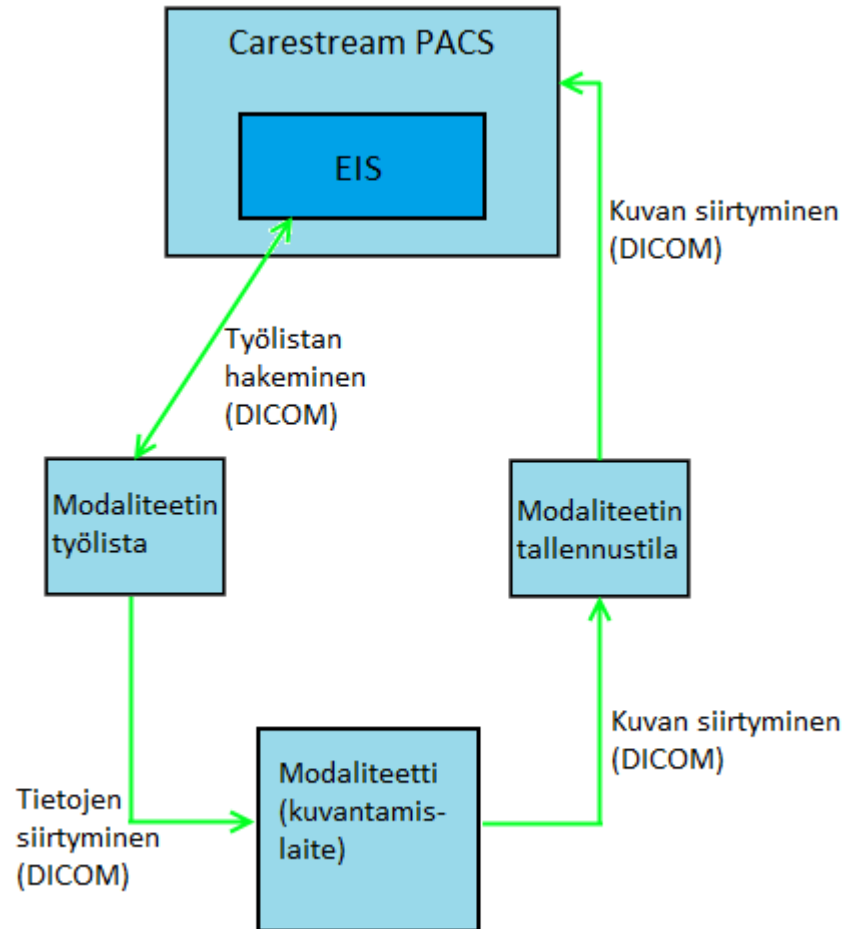 Carestream PACS
EIS
Kuvan siirtyminen
(DICOM)
Työlistan
hakeminen
(DICOM)
Modaliteetin
työlista
Modaliteetin
tallennustila
Kuvan siirtyminen
(DICOM)
Modaliteetti
(kuvantamis-
laite)
Tietojen
siirtyminen
(DICOM)